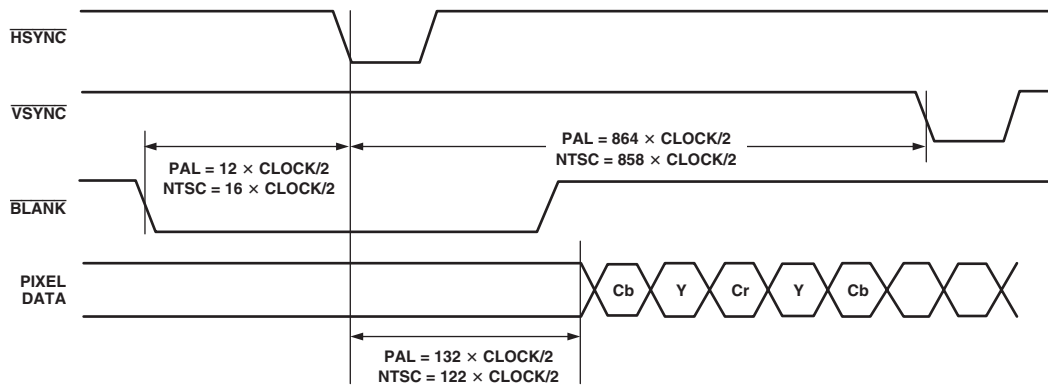 HSYNC
VSYNC
PAL = 864 × CLOCK/2
NTSC = 858 × CLOCK/2
PAL = 12 × CLOCK/2
NTSC = 16 × CLOCK/2
BLANK
PIXEL
DATA
Cb Y Cr Y Cb
PAL = 132 × CLOCK/2
NTSC = 122 × CLOCK/2